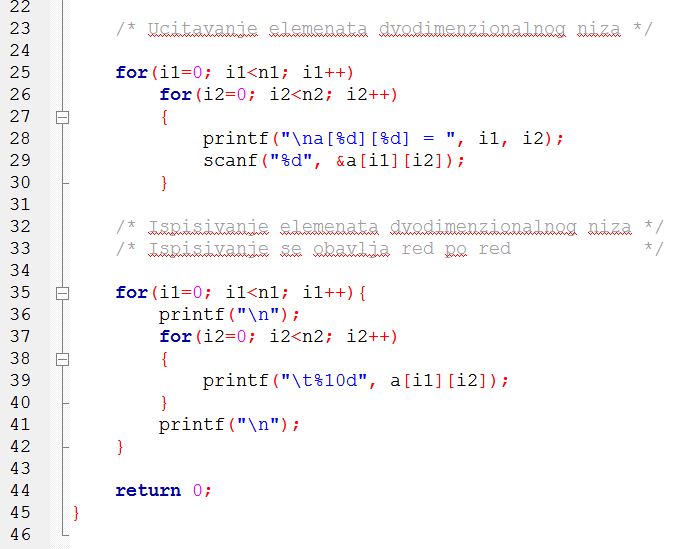 22
23 /* Ucitavanje elemenata dvodimenzionalnog niza */
24
25 for(i1=0; i1<n1; i1++)
26 for(i2=0; i2<n2; i2++)
27 {
28 printf("\na[%d][%d] = ", i1, i2);
29 scanf("%d", &a[i1][i2]);
30 }
31
32 /* Ispisivanje elemenata dvodimenzionalnog niza */
33 /* Ispisivanje se obavlja red po red */
34
35 for(i1=0; i1<n1; i1++){
36 printf("\n");
37 for(i2=0; i2<n2; i2++)
38 {
39 printf("\t%10d", a[i1][i2]);
40 }
41 printf("\n");
42 }
43
44 return 0;
45 }
46